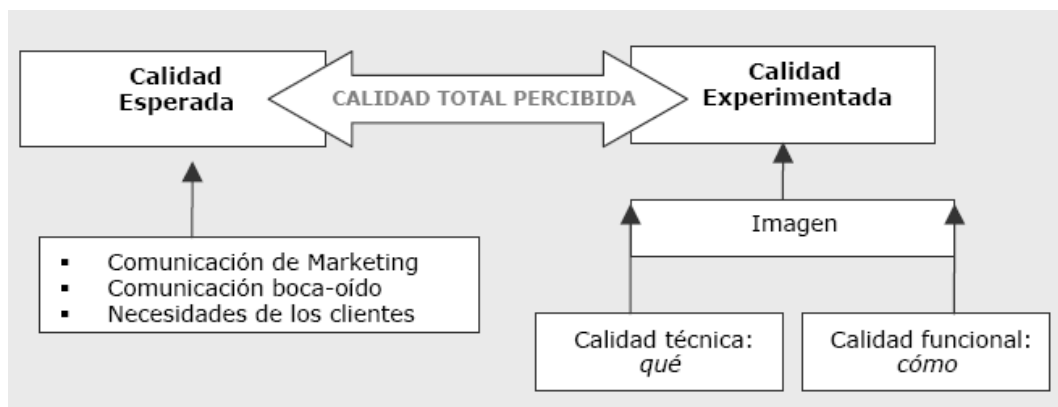 Calidad
Esperada
CALIDAD TOTAL PERCIBIDA
Calidad
Experimentada
▪ Comunicación de Marketing
▪ Comunicación boca-oído
▪ Necesidades de los clientes
Imagen
Calidad técnica:
qué
Calidad funcional:
cómo